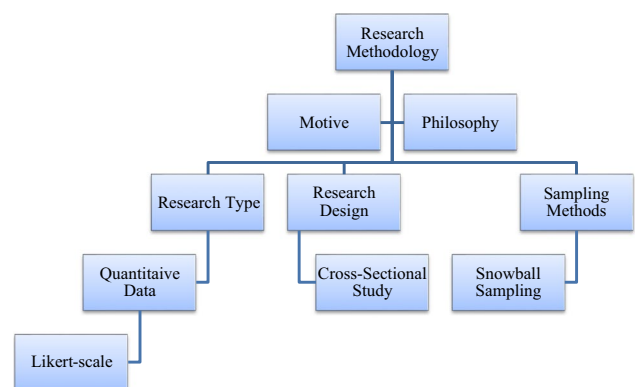 Research
Methodology
Motive
Philosophy
Research Type
Research
Design
Sampling
Methods
Quantitaive
Data
Cross-Sectional
Study
Snowball
Sampling
Likert-scale